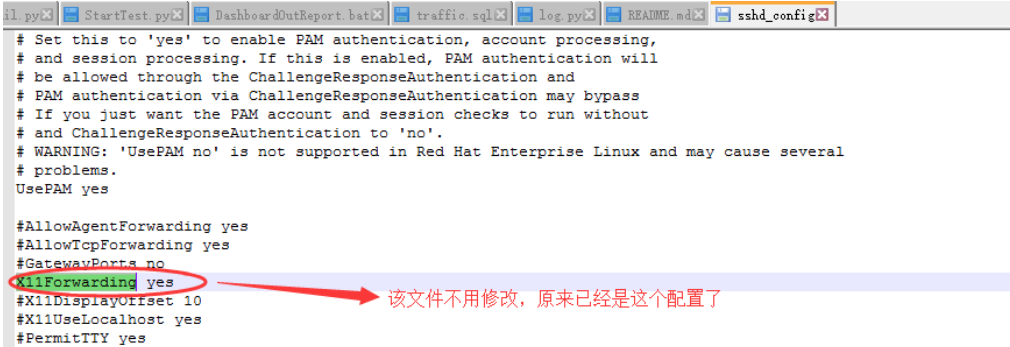 il.py StartTest.py DashboardOutReport.bat traffic.sql log.py README.md sshd_config
# Set this to 'yes' to enable PAM authentication, account processing,
# and session processing. If this is enabled, PAM authentication will
# be allowed through the ChallengeResponseAuthentication and
# PAM authentication via ChallengeResponseAuthentication may bypass
# If you just want the PAM account and session checks to run without
# and ChallengeResponseAuthentication to 'no'.
# WARNING: 'UsePAM no' is not supported in Red Hat Enterprise Linux and may cause several
# problems.
UsePAM yes
#AllowAgentForwarding yes
#AllowTcpForwarding yes
#GatewayPorts no
X11Forwarding yes
该文件不用修改，原来已经是这个配置了
#X11DisplayOffset 10
#X11UseLocalhost yes
#PermitTTY yes